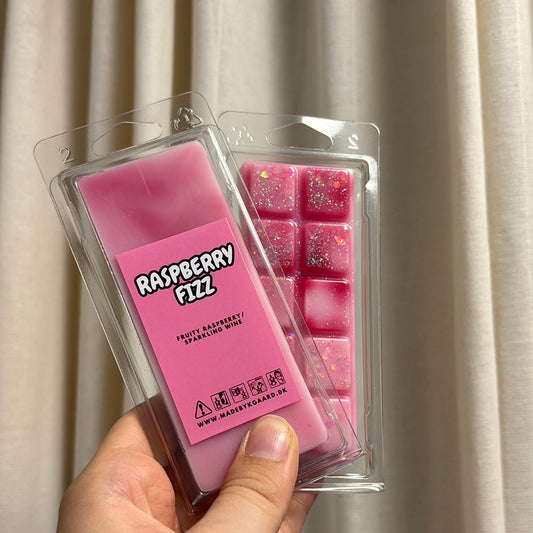 RASPBERRY
FIZZ
FRUITY RASPBERRY/
SPARKLING WINE
WWW.MADEBYKGAARD.DK